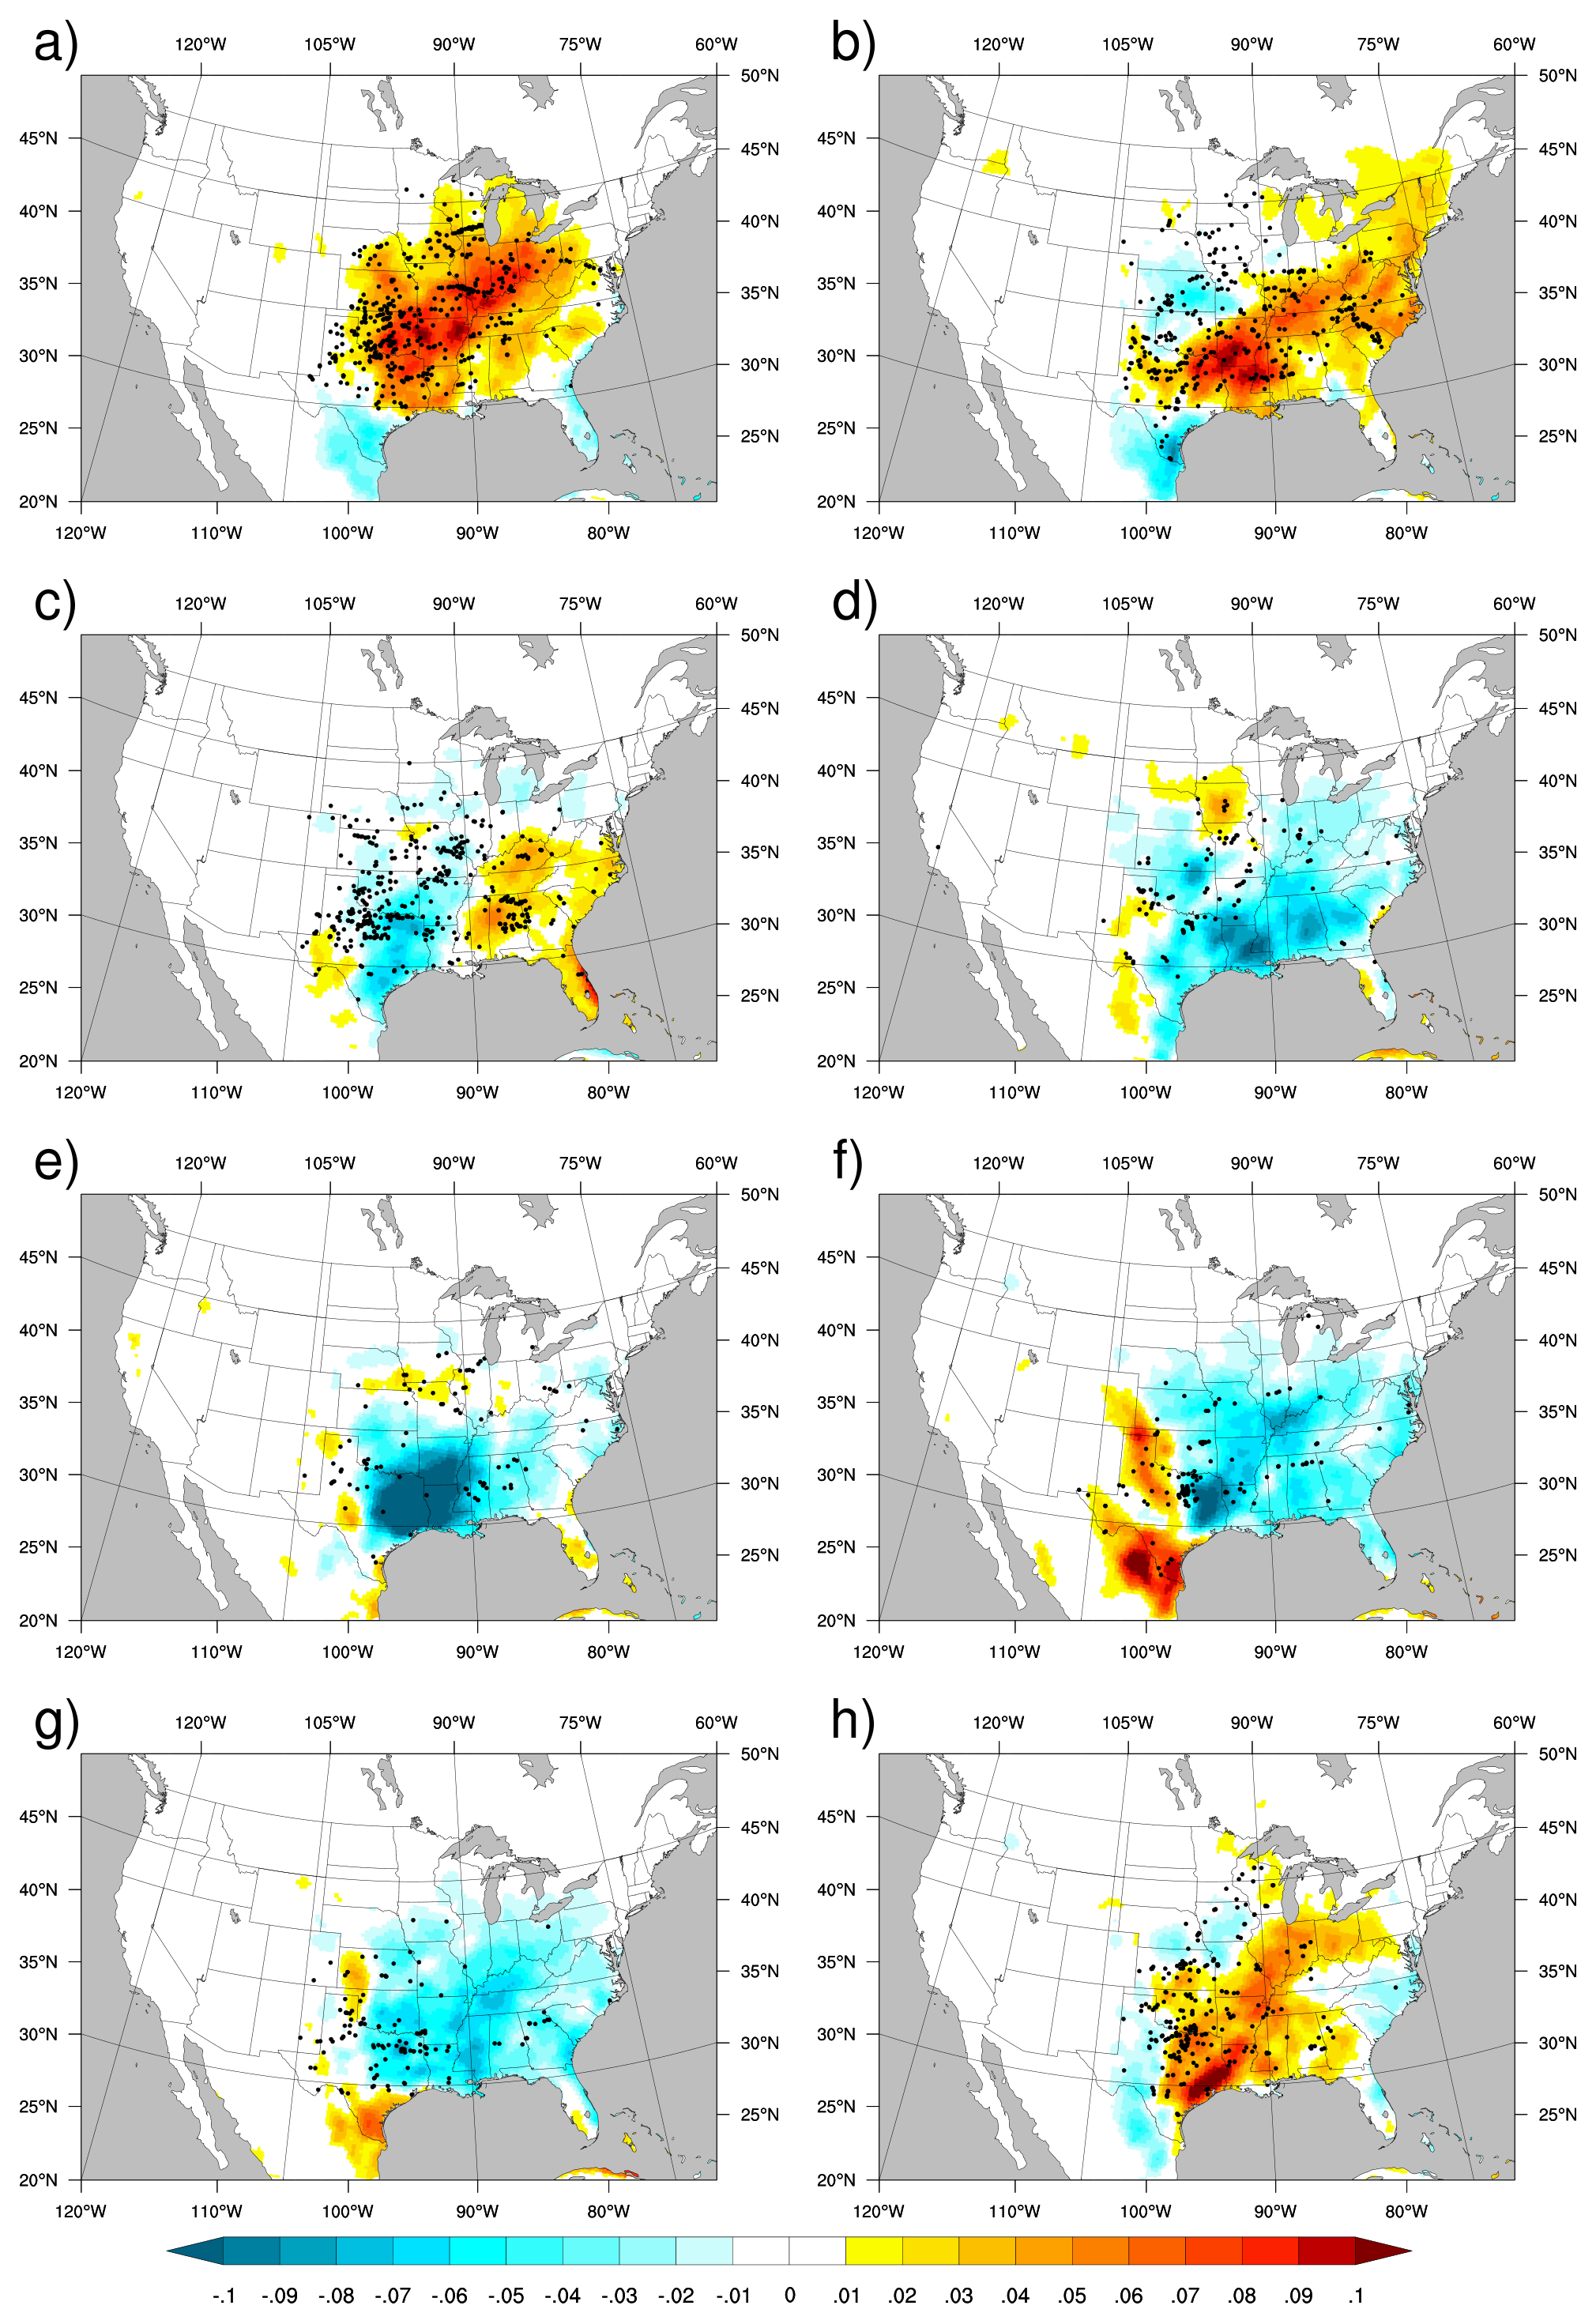 a) 120°W 105°W 90°W 75°W 60°W b) 120°W 105°W 90°W 75°W 60°W
50°N 50°N
45°N 45°N 45°N 45°N
40°N 40°N 40°N 40°N
35°N 35°N 35°N 35°N
30°N 30°N 30°N 30°N
25°N 25°N 25°N 25°N
20°N 20°N
120°W 110°W 100°W 90°W 80°W 120°W 110°W 100°W 90°W 80°W
c) 120°W 105°W 90°W 75°W 60°W d) 120°W 105°W 90°W 75°W 60°W
50°N 50°N
45°N 45°N 45°N 45°N
40°N 40°N 40°N 40°N
35°N 35°N 35°N 35°N
30°N 30°N 30°N 30°N
25°N 25°N 25°N 25°N
20°N 20°N
120°W 110°W 100°W 90°W 80°W 120°W 110°W 100°W 90°W 80°W
e) 120°W 105°W 90°W 75°W 60°W f) 120°W 105°W 90°W 75°W 60°W
50°N 50°N
45°N 45°N 45°N 45°N
40°N 40°N 40°N 40°N
35°N 35°N 35°N 35°N
30°N 30°N 30°N 30°N
25°N 25°N 25°N 25°N
20°N 20°N
120°W 110°W 100°W 90°W 80°W 120°W 110°W 100°W 90°W 80°W
g) 120°W 105°W 90°W 75°W 60°W h) 120°W 105°W 90°W 75°W 60°W
50°N 50°N
45°N 45°N 45°N 45°N
40°N 40°N 40°N 40°N
35°N 35°N 35°N 35°N
30°N 30°N 30°N 30°N
25°N 25°N 25°N 25°N
20°N 20°N
120°W 110°W 100°W 90°W 80°W 120°W 110°W 100°W 90°W 80°W
-.1 -.09 -.08 -.07 -.06 -.05 -.04 -.03 -.02 -.01 0 .01 .02 .03 .04 .05 .06 .07 .08 .09 .1